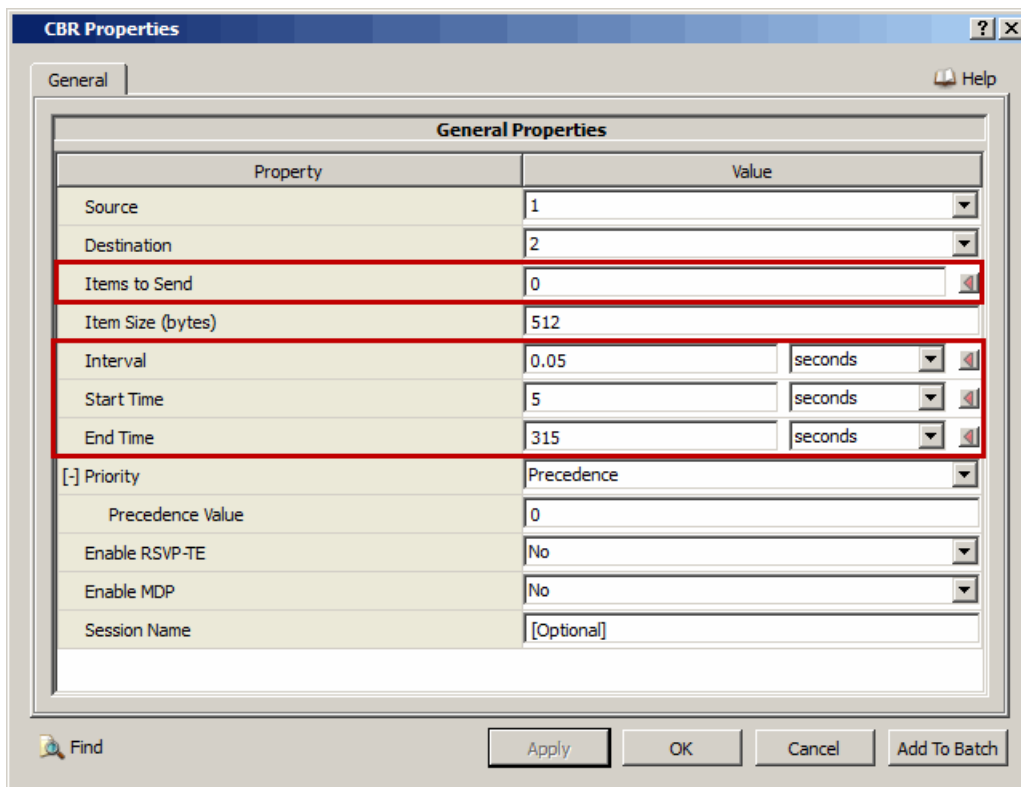 CBR Properties
General
Help
General Properties
Property Value
Source 1
Destination 2
Items to Send 0
Item Size (bytes) 512
Interval 0.05 seconds
Start Time 5 seconds
End Time 315 seconds
[-] Priority Precedence
Precedence Value 0
Enable RSVP-TE No
Enable MDP No
Session Name [Optional]
Find Apply OK Cancel Add To Batch